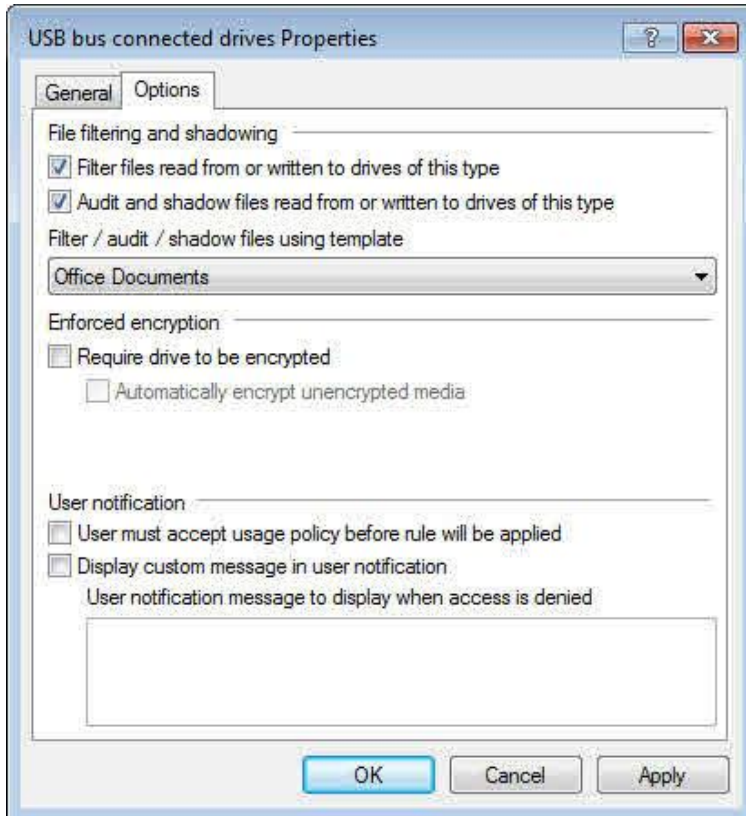 USB bus connected drives Properties
?
General
Options
File filtering and shadowing
Filter files read from or written to drives of this type
Audit and shadow files read from or written to drives of this type
Filter / audit / shadow files using template
Office Documents
Enforced encryption
Require drive to be encrypted
Automatically encrypt unencrypted media
User notification
User must accept usage policy before rule will be applied
Display custom message in user notification
User notification message to display when access is denied
OK
Cancel
Apply